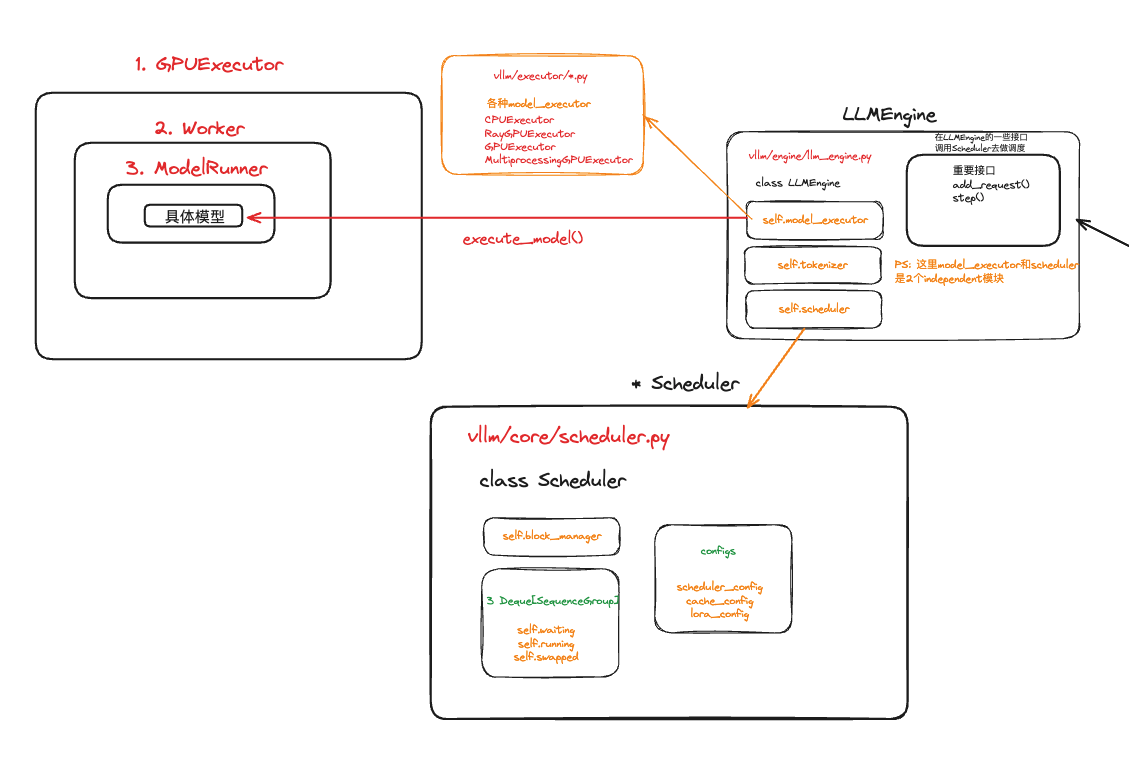 1. GPUExecutor
2. Worker
3. ModelRunner
具体模型
execute_model()
vllm/executor/*.py
各种model_executor
CPUExecutor
RayGPUExecutor
GPUExecutor
MultiprocessingGPUExecutor
LLMEngine
vllm/engine/llm_engine.py
class LLMEngine
self.model_executor
self.tokenizer
self.scheduler
在LLMEngine的一些接口
调用Scheduler去做调度
重要接口
add_request()
step()
PS: 这里model_executor和scheduler
是2个independent模块
* Scheduler
vllm/core/scheduler.py
class Scheduler
self.block_manager
3 Deque[SequenceGroup]
self.waiting
self.running
self.swapped
configs
scheduler_config
cache_config
lora_config